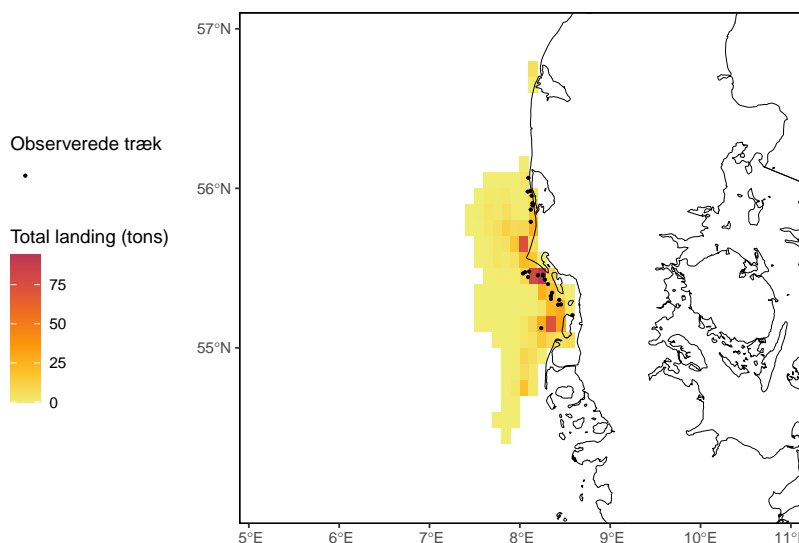 57°N
56°N
55°N
Observerede træk
Total landing (tons)
75
50
25
0
5°E
6°E
7°E
8°E
9°E
10°E
11°E